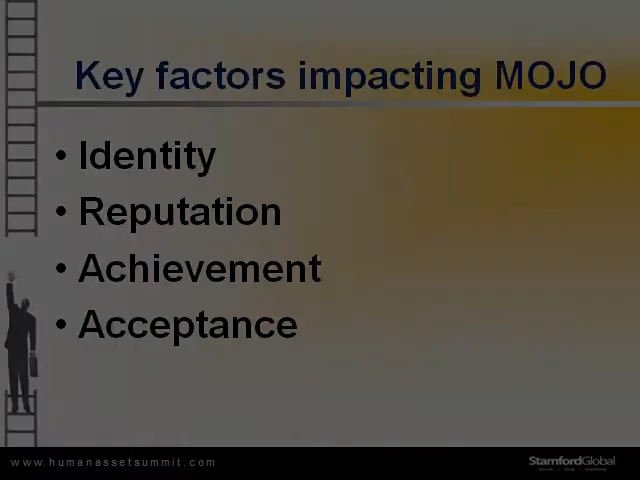 Key factors impacting MOJO
• Identity
• Reputation
• Achievement
• Acceptance
www.humanassetsummit.com
StamfordGlobal